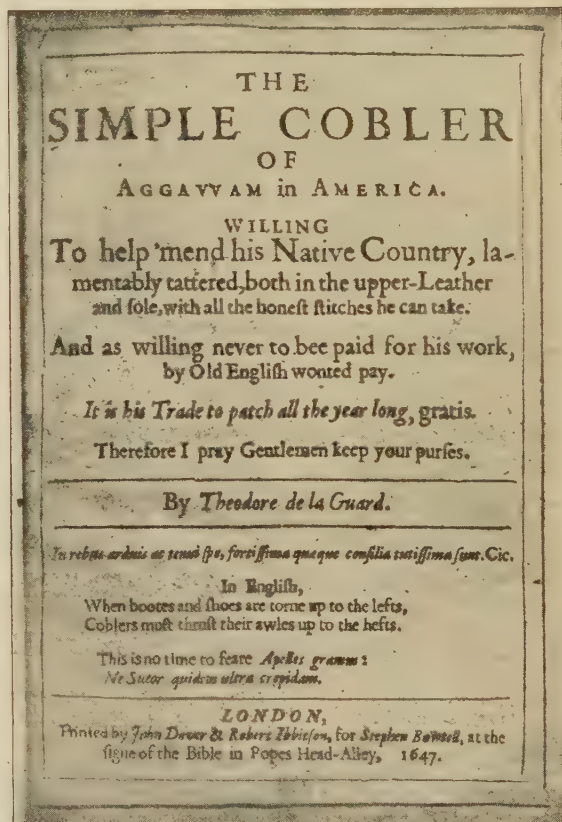 THE
SIMPLE COBLER
OF
AGGAVVAM in AMERICA.
WILLING
To help 'mend his Native Country, la-
mentably tattered, both in the upper-Leather
and ſole, with all the honeſt ſtitches he can take.
And as willing never to bee paid for his work,
by Old Engliſh wonted pay.
It is his Trade to patch all the year long, gratis.
Therefore I pray Gentlemen keep your purſes.
By Theodore de la Guard.
In rebus arduis ac tenui ſpe, fortiſſima quæque conſilia tutiſſima ſunt. Cic.
In Engliſh,
When bootes and ſhoes are torne up to the lefts,
Coblers muſt thruſt their awles up to the hefts.
This is no time to feare Apelles gramm:
Ne Sutor quidem ultra crepidam.
LONDON,
Printed by John Dever & Robert Ibbitſon, for Stephen Bowtell, at the
ſigne of the Bible in Popes Head-Alley, 1647.